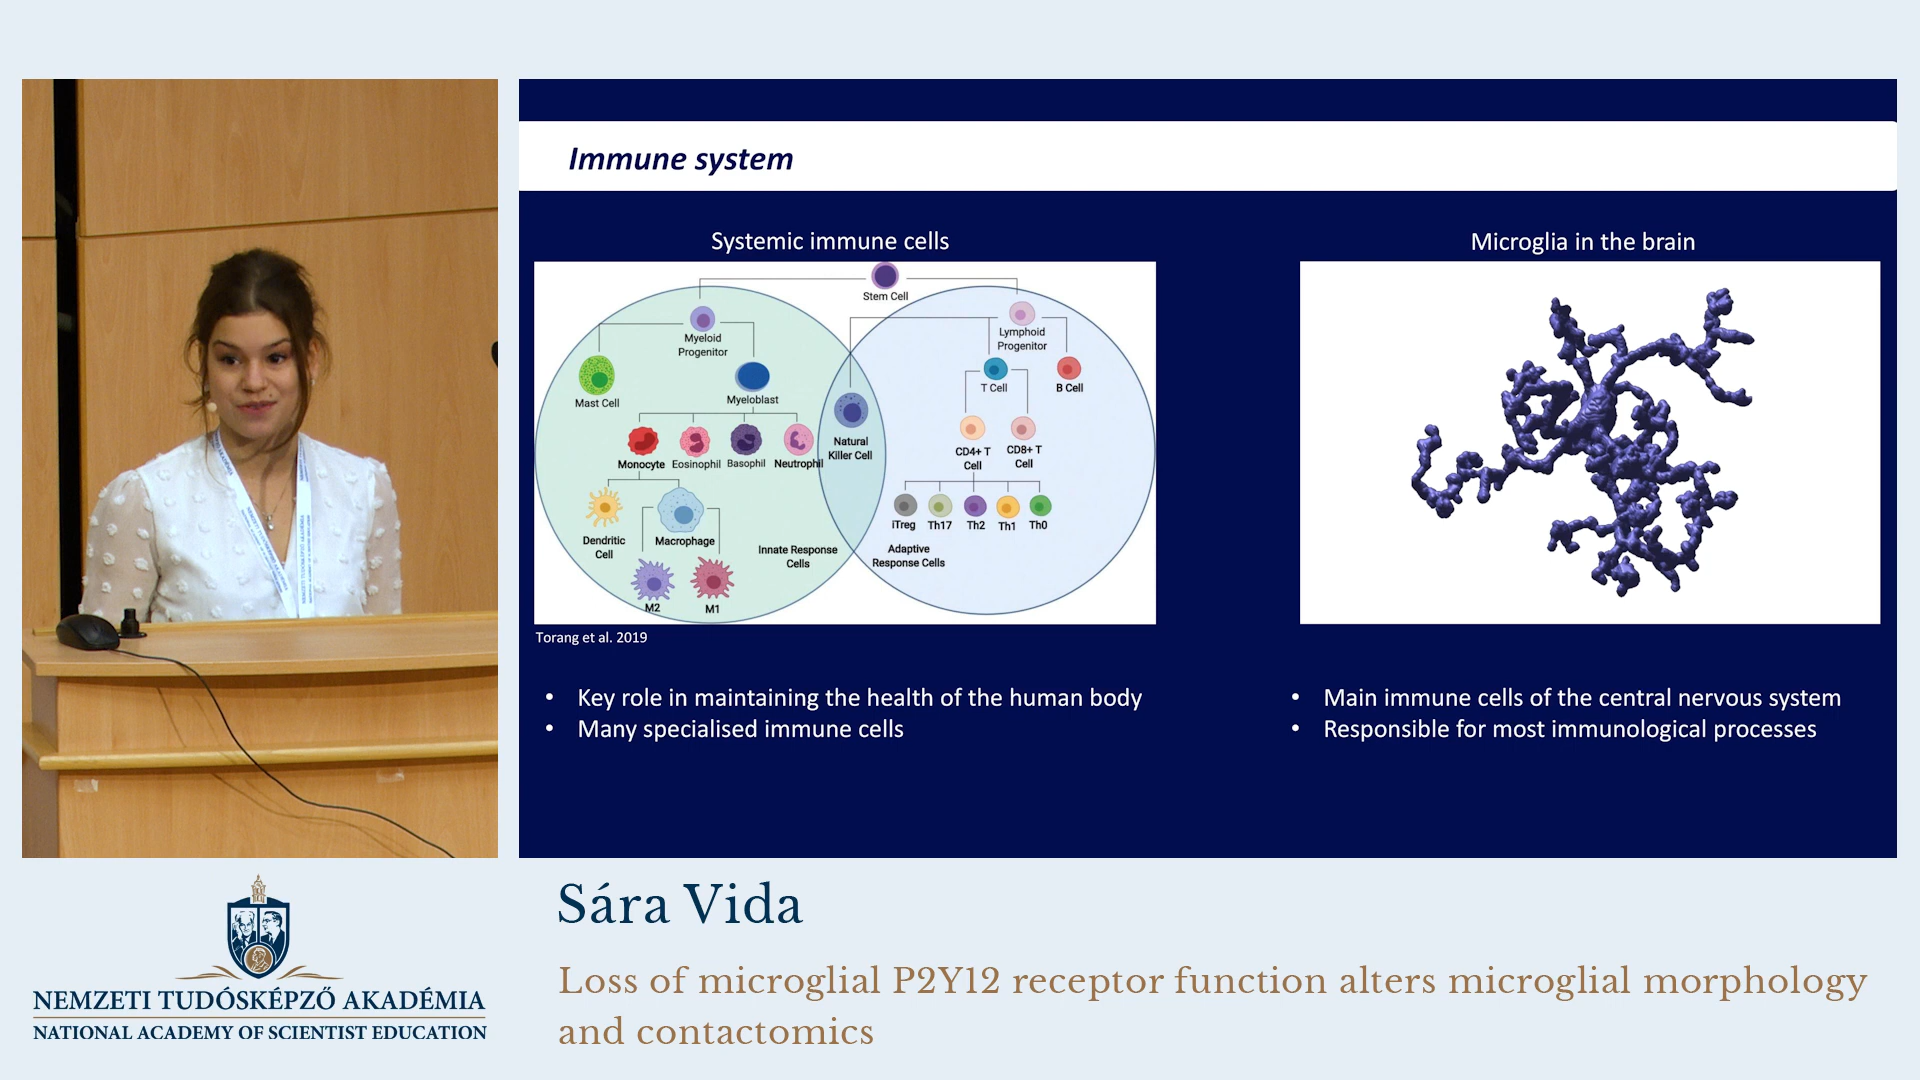 Immune system
Systemic immune cells
Stem Cell
Myeloid
Progenitor
Lymphoid
Progenitor
Mast Cell
Myeloblast
T Cell
B Cell
Natural
Killer Cell
Monocyte
Eosinophil
Basophil
Neutrophil
CD4+ T
Cell
CD8+ T
Cell
iTreg
Th17
Th2
Th1
Th0
Dendritic
Cell
Macrophage
Innate Response
Cells
Adaptive
Response Cells
M2
M1
Torang et al. 2019
• Key role in maintaining the health of the human body
• Many specialised immune cells
Microglia in the brain
• Main immune cells of the central nervous system
• Responsible for most immunological processes
NEMZETI TUDÓSKÉPZŐ AKADÉMIA
NATIONAL ACADEMY OF SCIENTIST EDUCATION
Sára Vida
Loss of microglial P2Y12 receptor function alters microglial morphology
and contactomics